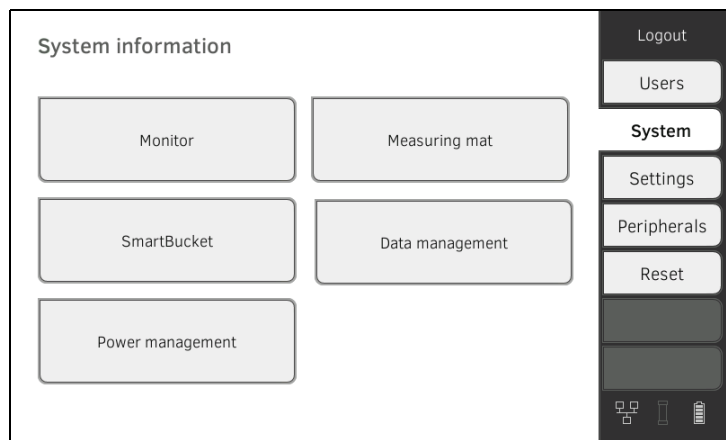 System information
Monitor
Measuring mat
SmartBucket
Data management
Power management
Logout
Users
System
Settings
Peripherals
Reset